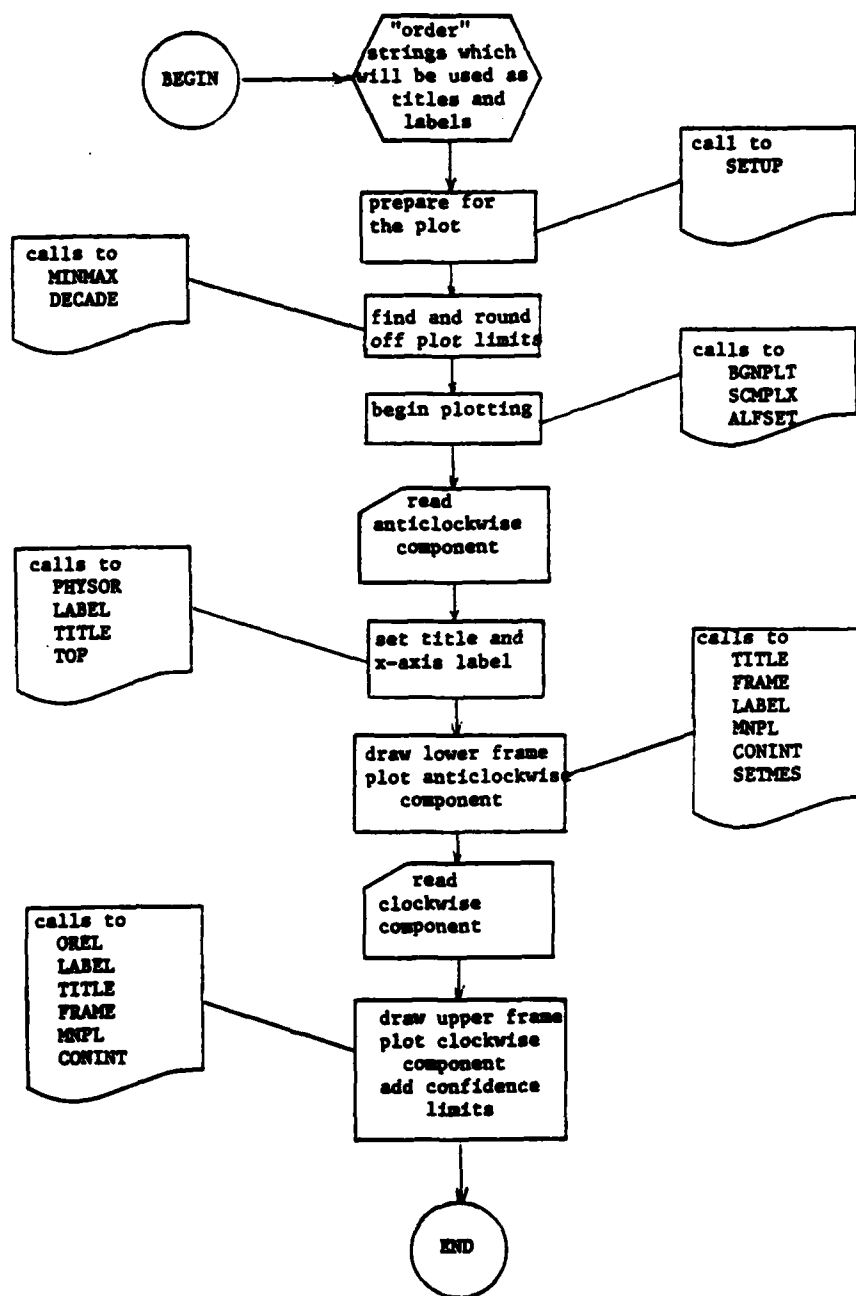 BEGIN
"order"
strings which
will be used as
titles and
labels
call to
SETUP
prepare for
the plot
calls to
MINMAX
DECADE
find and round
off plot limits
calls to
BGNPLT
SCMPLX
ALFSET
begin plotting
read
anticlockwise
component
calls to
PHYSOR
LABEL
TITLE
TOP
set title and
x-axis label
calls to
TITLE
FRAME
LABEL
MNPL
CONINT
SETMES
draw lower frame
plot anticlockwise
component
read
clockwise
component
calls to
OREL
LABEL
TITLE
FRAME
MNPL
CONINT
draw upper frame
plot clockwise
component
add confidence
limits
END